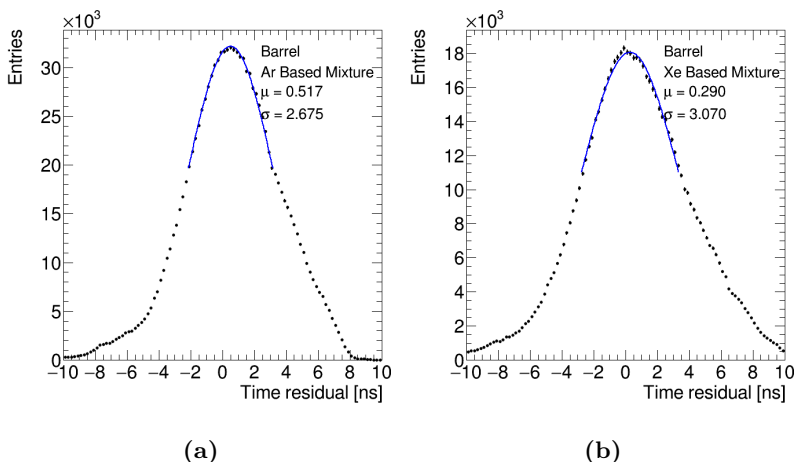 ×10³
Entries
30
25
20
15
10
5
0
−10 −8 −6 −4 −2 0 2 4 6 8 10
Time residual [ns]
Barrel
Ar Based Mixture
μ = 0.517
σ = 2.675
(a)
×10³
Entries
18
16
14
12
10
8
6
4
2
0
−10 −8 −6 −4 −2 0 2 4 6 8 10
Time residual [ns]
Barrel
Xe Based Mixture
μ = 0.290
σ = 3.070
(b)